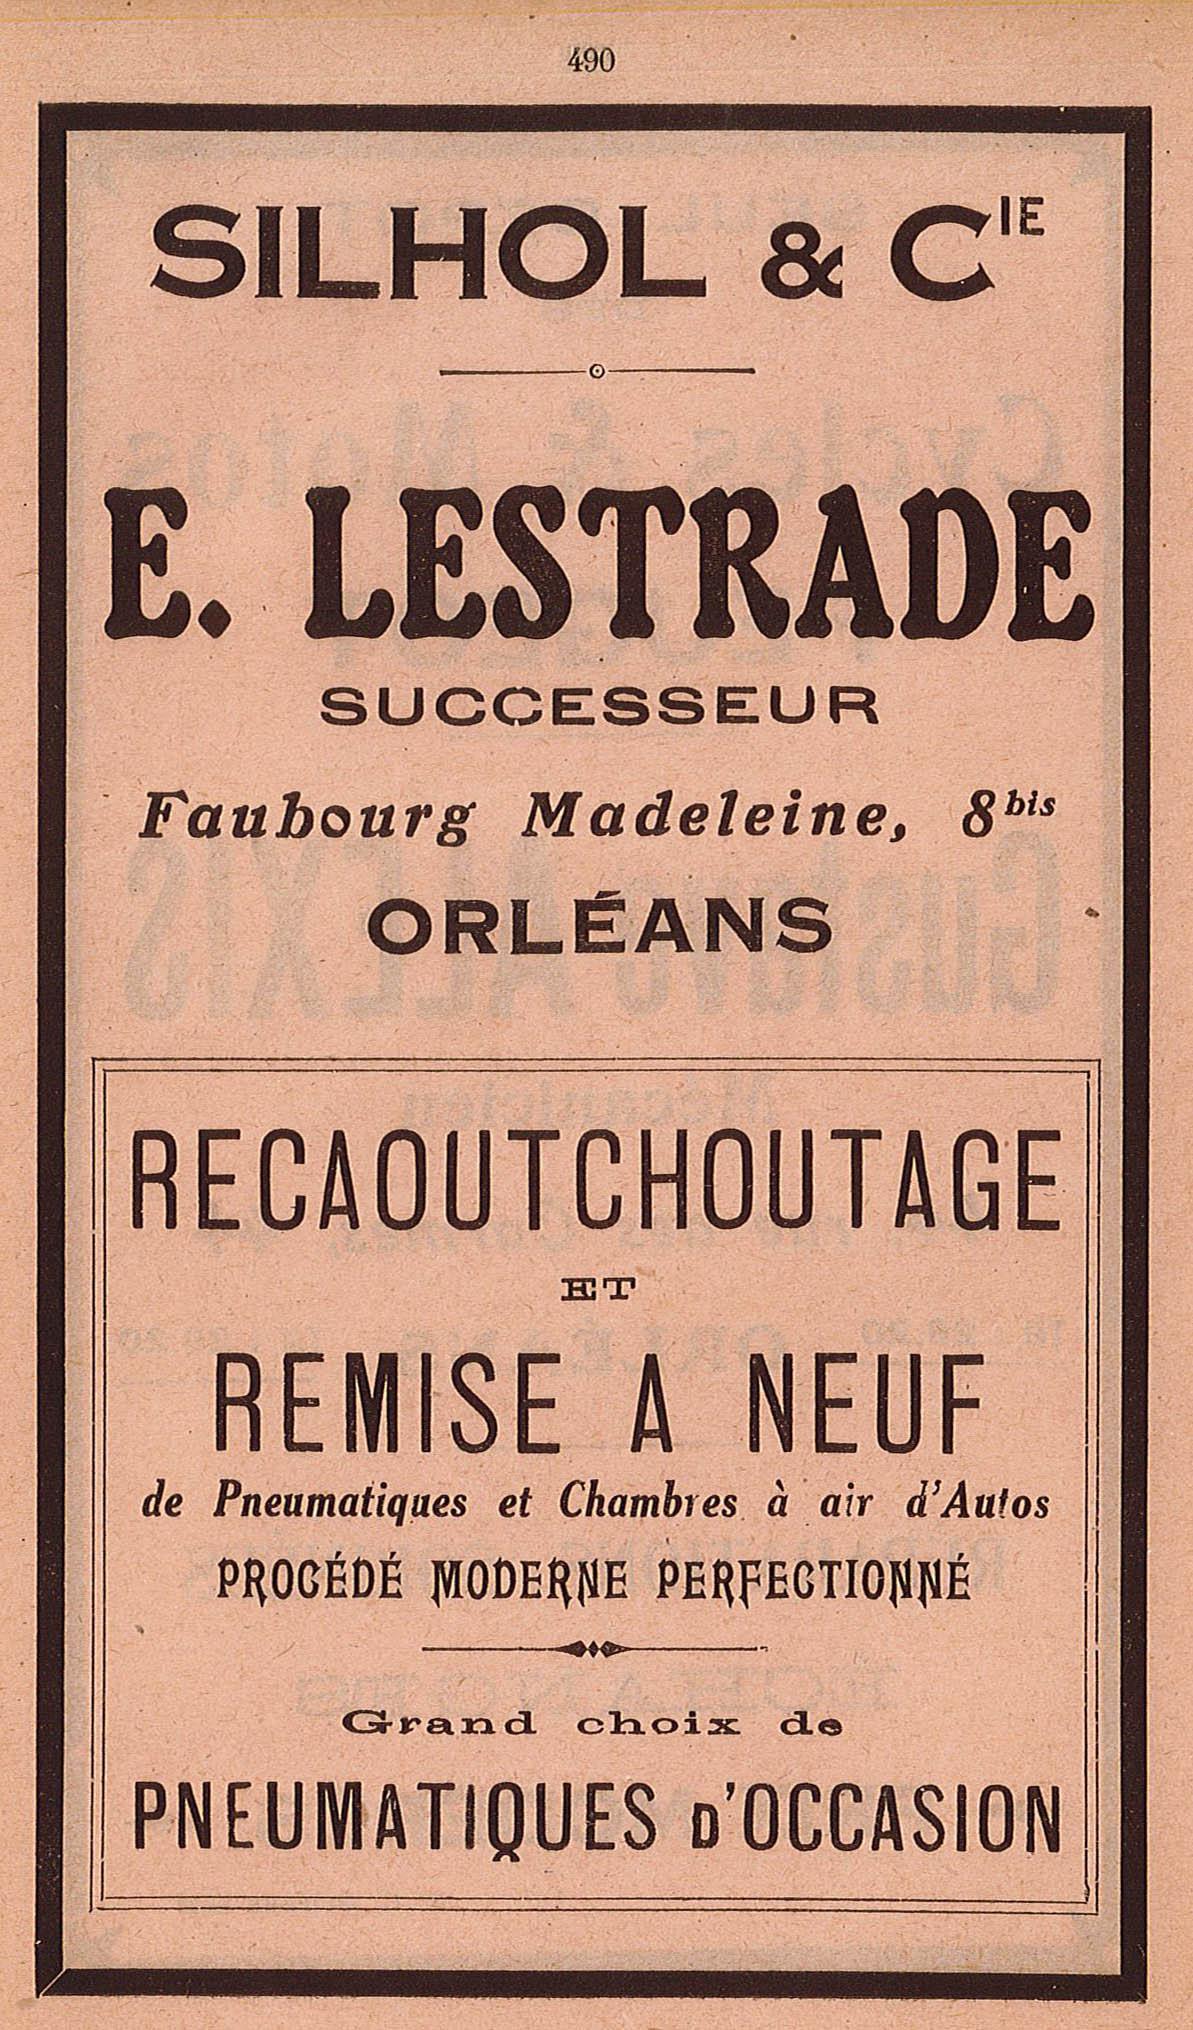 490
SILHOL & CIE
E. LESTRADE
SUCCESSEUR
Faubourg Madeleine, 8bis
ORLÉANS
RECAOUTCHOUTAGE
ET
REMISE A NEUF
de Pneumatiques et Chambres à air d'Autos
PROCÉDÉ MODERNE PERFECTIONNÉ
Grand choix de
PNEUMATIQUES D'OCCASION